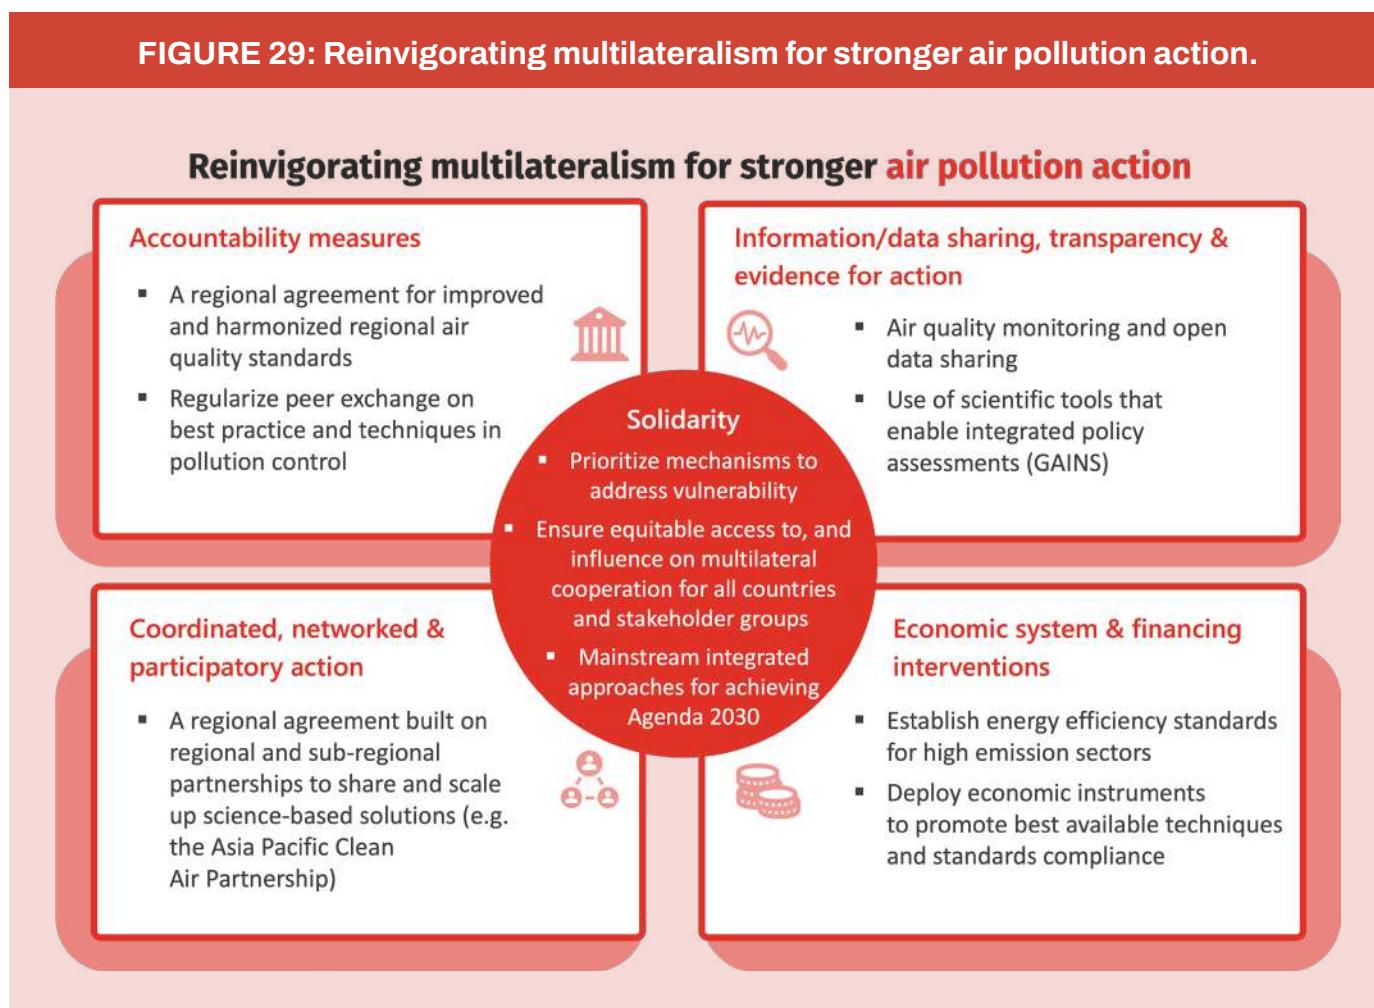 FIGURE 29: Reinvigorating multilateralism for stronger air pollution action.
Reinvigorating multilateralism for stronger air pollution action
Accountability measures
▪ A regional agreement for improved
and harmonized regional air
quality standards
▪ Regularize peer exchange on
best practice and techniques in
pollution control
Information/data sharing, transparency &
evidence for action
▪ Air quality monitoring and open
data sharing
▪ Use of scientific tools that
enable integrated policy
assessments (GAINS)
Solidarity
▪ Prioritize mechanisms to
address vulnerability
▪ Ensure equitable access to, and
influence on multilateral
cooperation for all countries
and stakeholder groups
▪ Mainstream integrated
approaches for achieving
Agenda 2030
Coordinated, networked &
participatory action
▪ A regional agreement built on
regional and sub-regional
partnerships to share and scale
up science-based solutions (e.g.
the Asia Pacific Clean
Air Partnership)
Economic system & financing
interventions
▪ Establish energy efficiency standards
for high emission sectors
▪ Deploy economic instruments
to promote best available techniques
and standards compliance